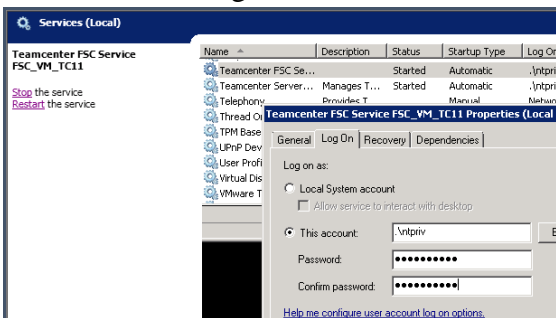 Services (Local)
Teamcenter FSC Service
FSC_VM_TC11
Stop the service
Restart the service
Name Description Status Startup Type Log On
Teamcenter FSC Se... Started Automatic .\ntpri
Teamcenter Server... Manages T... Started Automatic .\ntpri
Telephony Provides T... Manual Netwo
Thread O
TPM Base
UPnP Dev
User Profi
Virtual Dis
VMware T
Teamcenter FSC Service FSC_VM_TC11 Properties (Local
General Log On Recovery Dependencies
Log on as:
Local System account
Allow service to interact with desktop
This account: .\ntpriv
Password: ●●●●●●●●●●
Confirm password: ●●●●●●●●●●
Help me configure user account log on options.